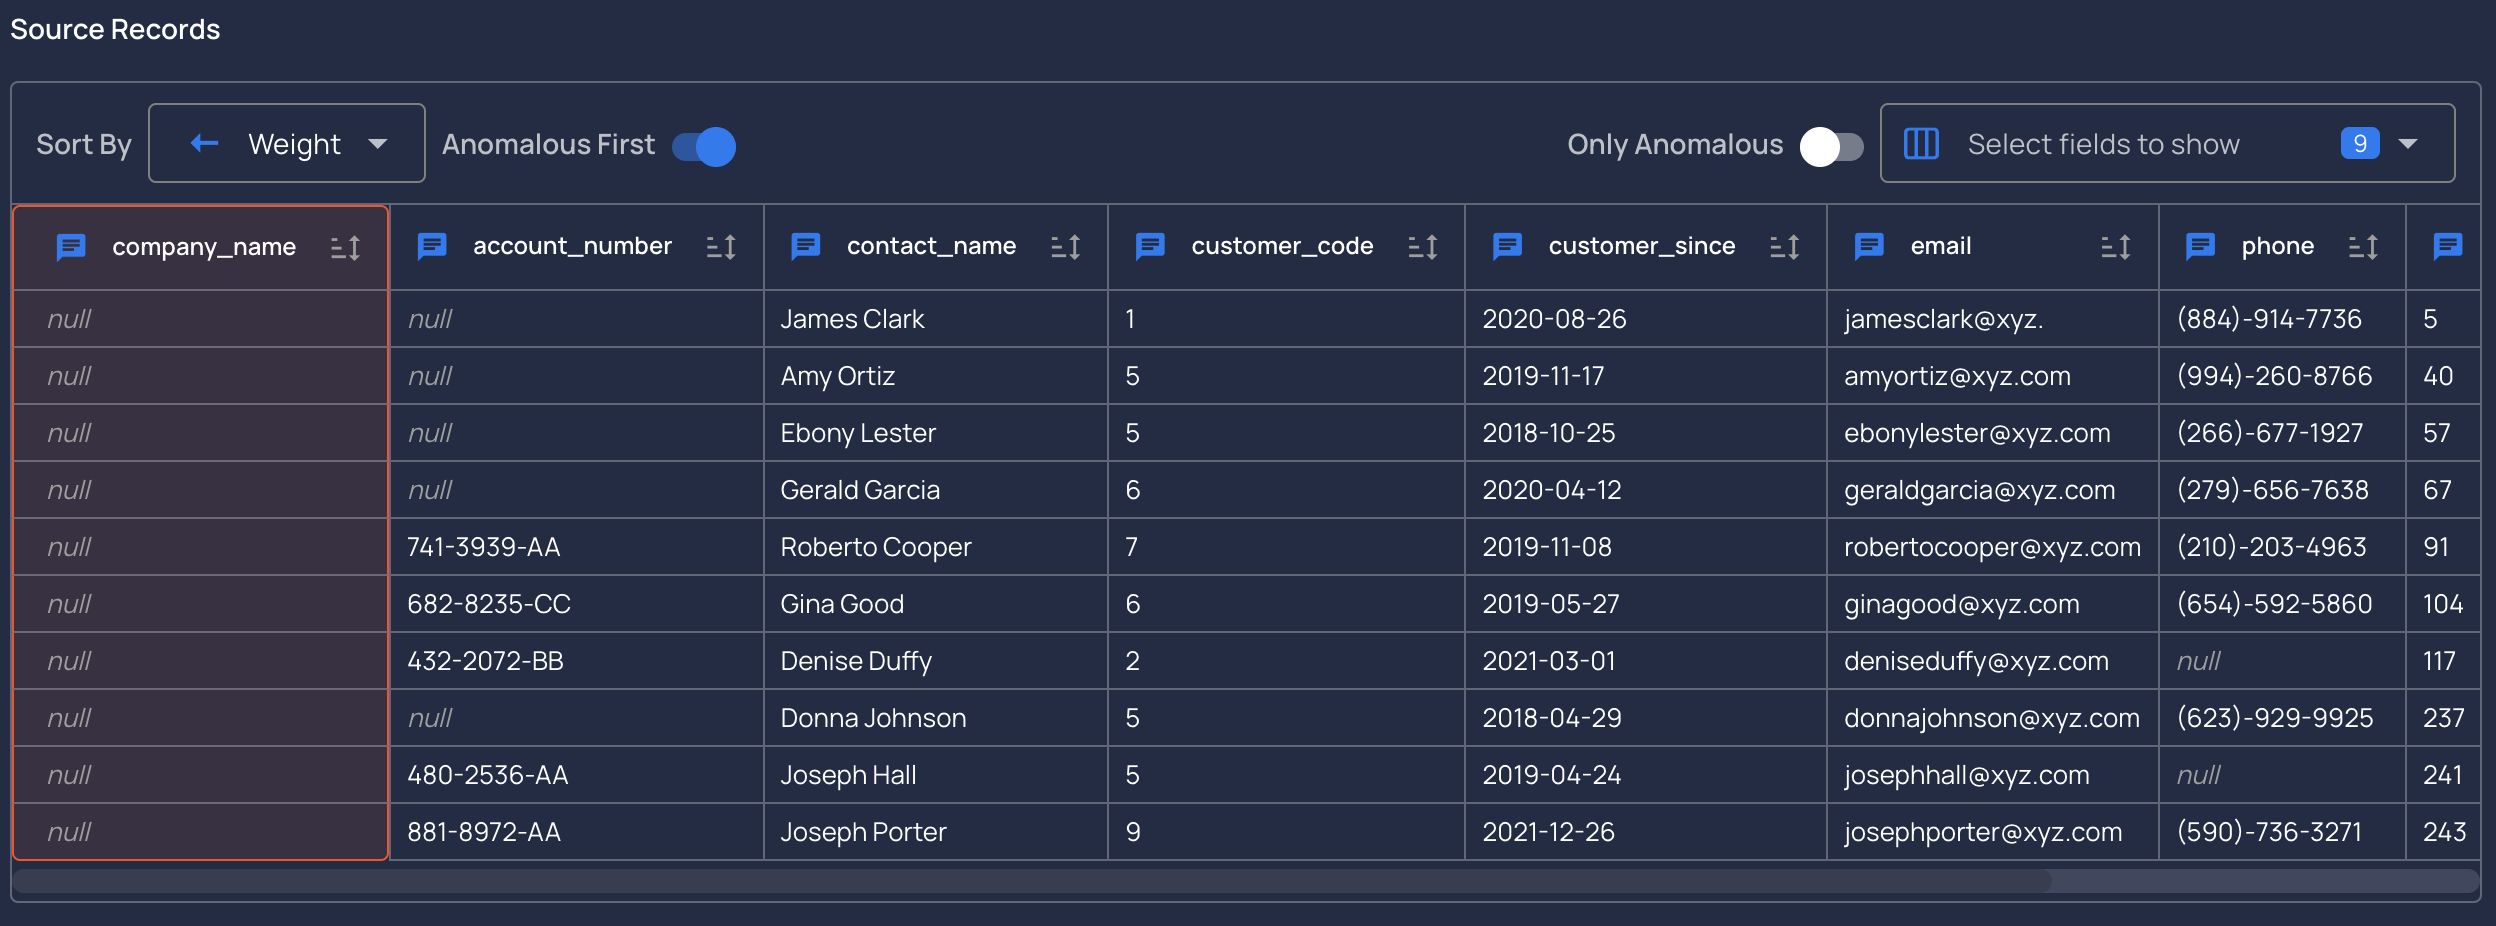 Source Records
Sort By Weight Anomalous First Only Anomalous Select fields to show 9
company_name account_number contact_name customer_code customer_since email phone
null null James Clark 1 2020-08-26 jamesclark@xyz. (884)-914-7736 5
null null Amy Ortiz 5 2019-11-17 amyortiz@xyz.com (994)-260-8766 40
null null Ebony Lester 5 2018-10-25 ebonylester@xyz.com (266)-677-1927 57
null null Gerald Garcia 6 2020-04-12 geraldgarcia@xyz.com (279)-656-7638 67
null 741-3939-AA Roberto Cooper 7 2019-11-08 robertocooper@xyz.com (210)-203-4963 91
null 682-8235-CC Gina Good 6 2019-05-27 ginagood@xyz.com (654)-592-5860 104
null 432-2072-BB Denise Duffy 2 2021-03-01 deniseduffy@xyz.com null 117
null null Donna Johnson 5 2018-04-29 donnajohnson@xyz.com (623)-929-9925 237
null 480-2536-AA Joseph Hall 5 2019-04-24 josephhall@xyz.com null 241
null 881-8972-AA Joseph Porter 9 2021-12-26 josephporter@xyz.com (590)-736-3271 243